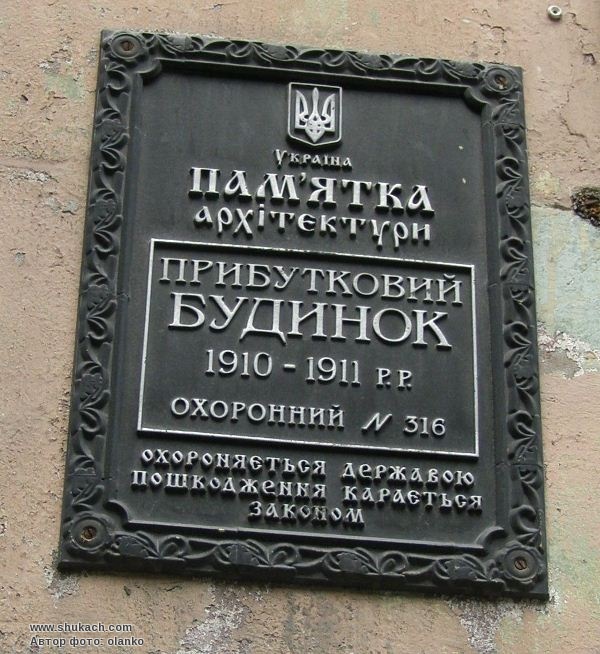 Україна
ПАМ'ЯТКА
архітектури
ПРИБУТКОВИЙ
БУДИНОК
1910 - 1911 Р.Р.
ОХОРОННИЙ N 316
охороняється державою
пошкодження карається
законом
www.shukach.com
Автор фото: olanko